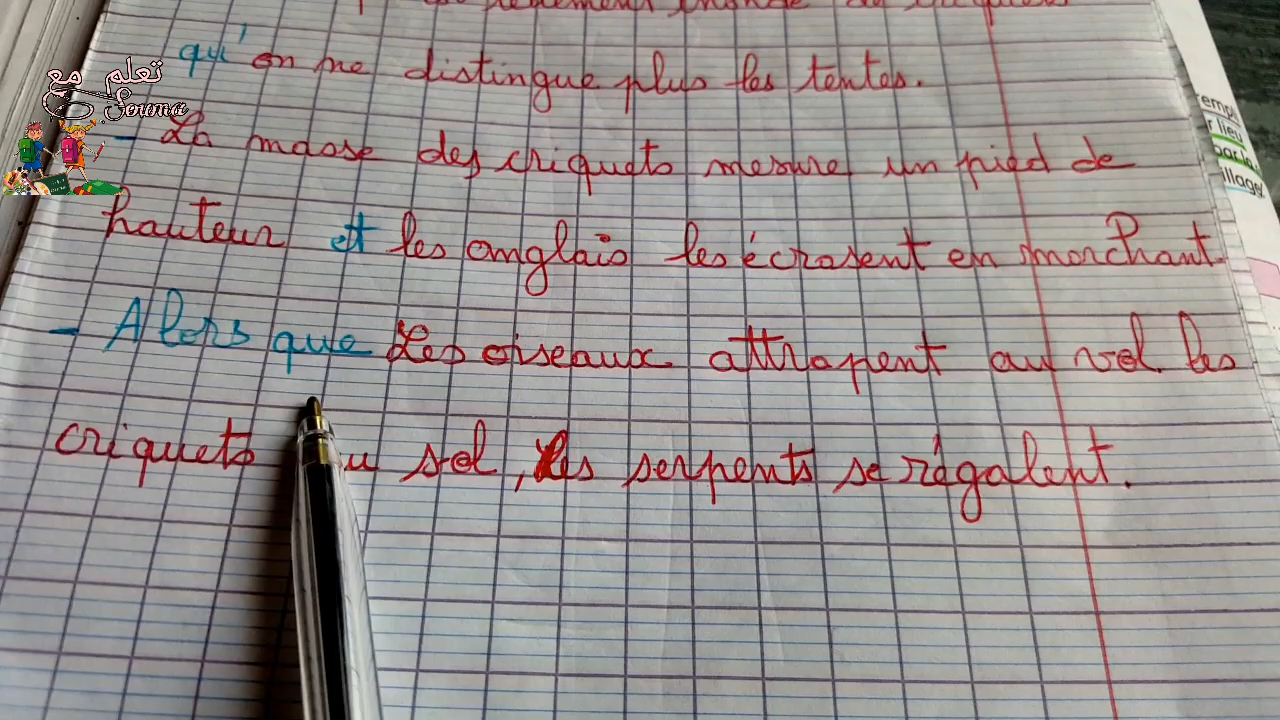 qu'on ne distingue plus les tentes.
- La masse des criquets mesure un pied de
hauteur et les anglais les écrasent en marchant.
- Alors que Les oiseaux attrapent au vol les
criquets au sol, les serpents se régalent.
تعلم مع
Souma